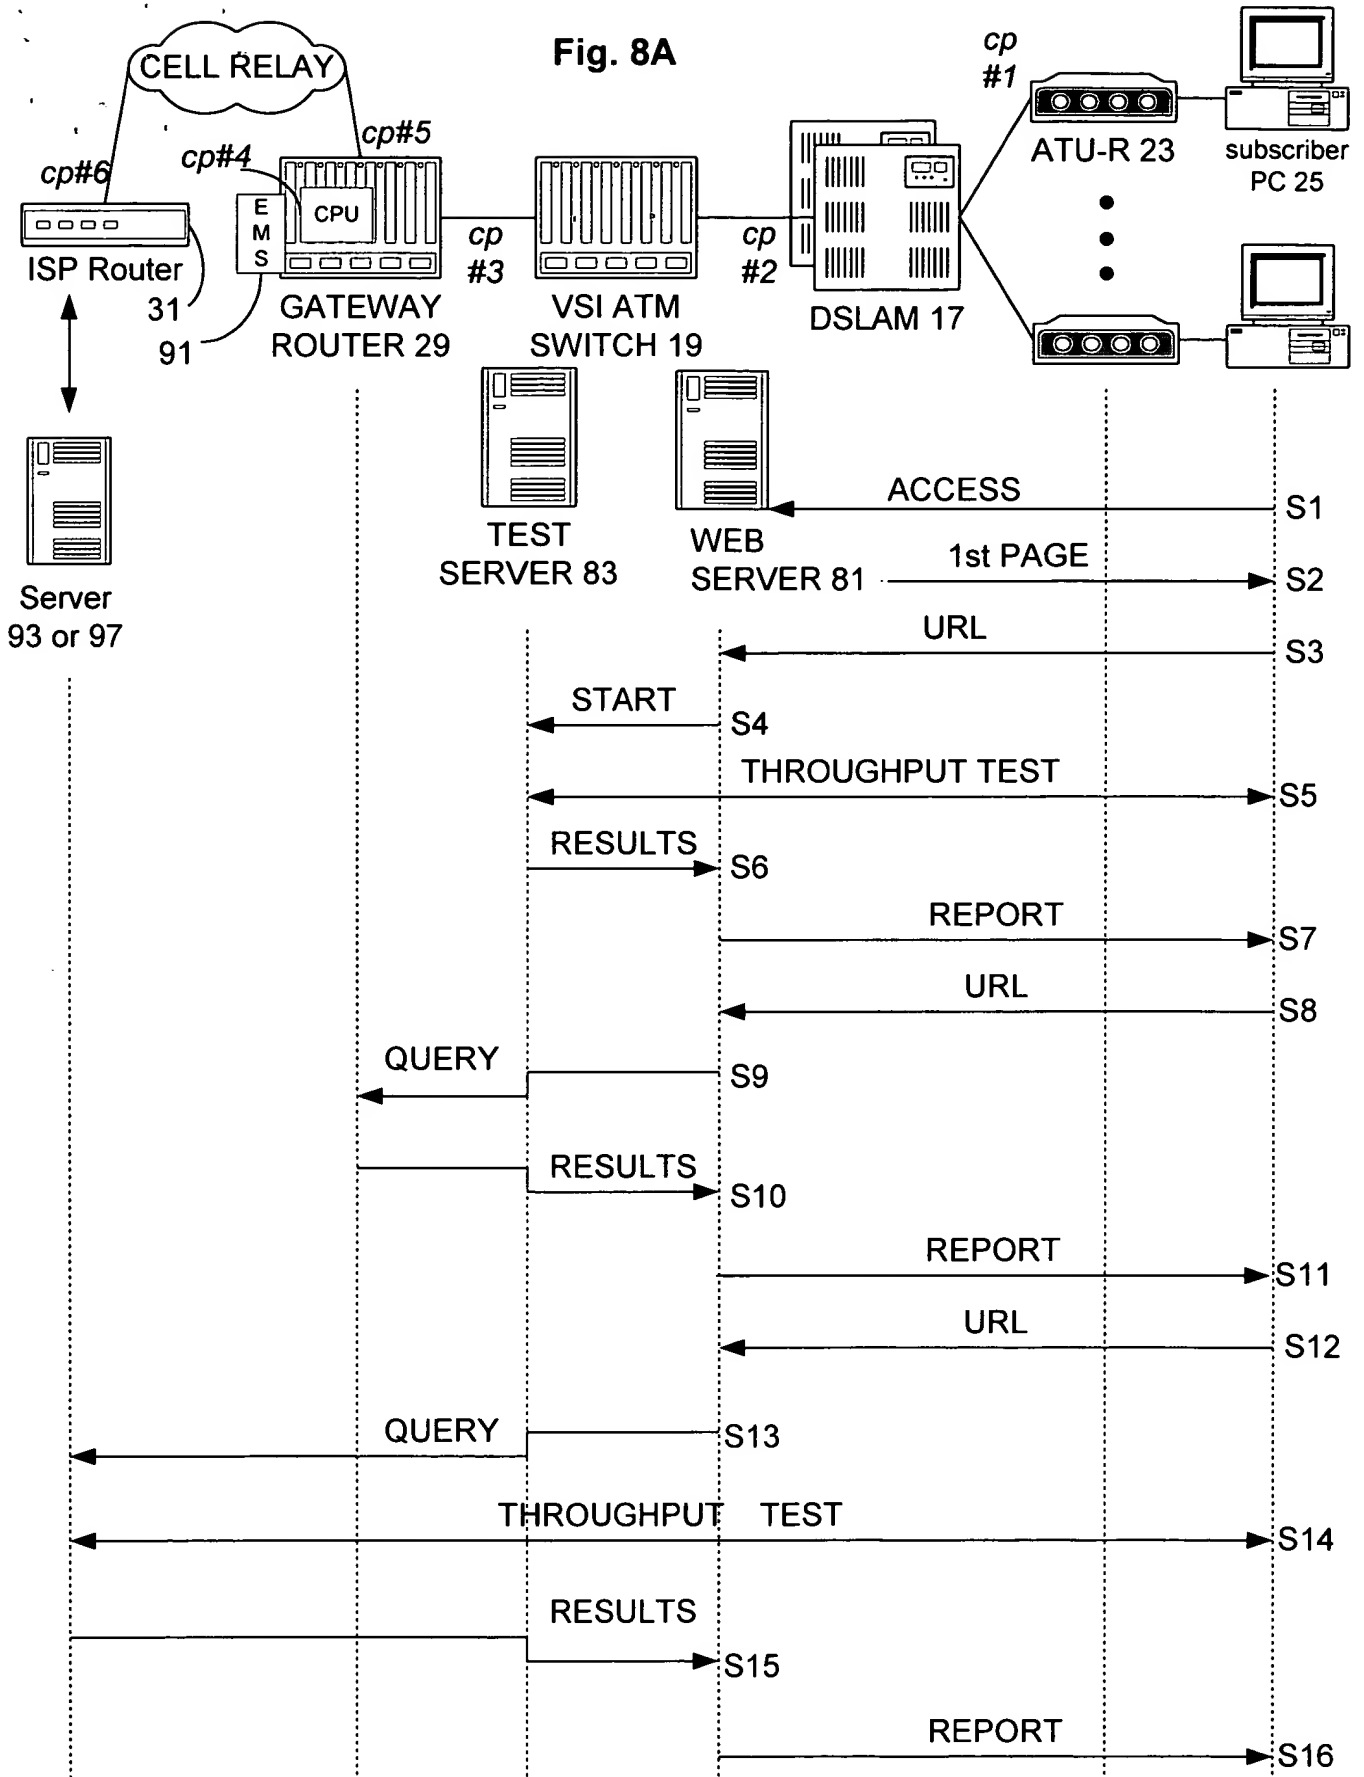 Fig. 8A
CELL RELAY
cp
#1
cp#5
cp#4
cp#6
ATU-R 23
subscriber
PC 25
E
M
S
CPU
cp
#3
cp
#2
ISP Router
31
91
GATEWAY
ROUTER 29
VSI ATM
SWITCH 19
DSLAM 17
TEST
SERVER 83
WEB
SERVER 81
Server
93 or 97
ACCESS
S1
1st PAGE
S2
URL
S3
START
S4
THROUGHPUT TEST
S5
RESULTS
S6
REPORT
S7
URL
S8
QUERY
S9
RESULTS
S10
REPORT
S11
URL
S12
QUERY
S13
THROUGHPUT TEST
S14
RESULTS
S15
REPORT
S16